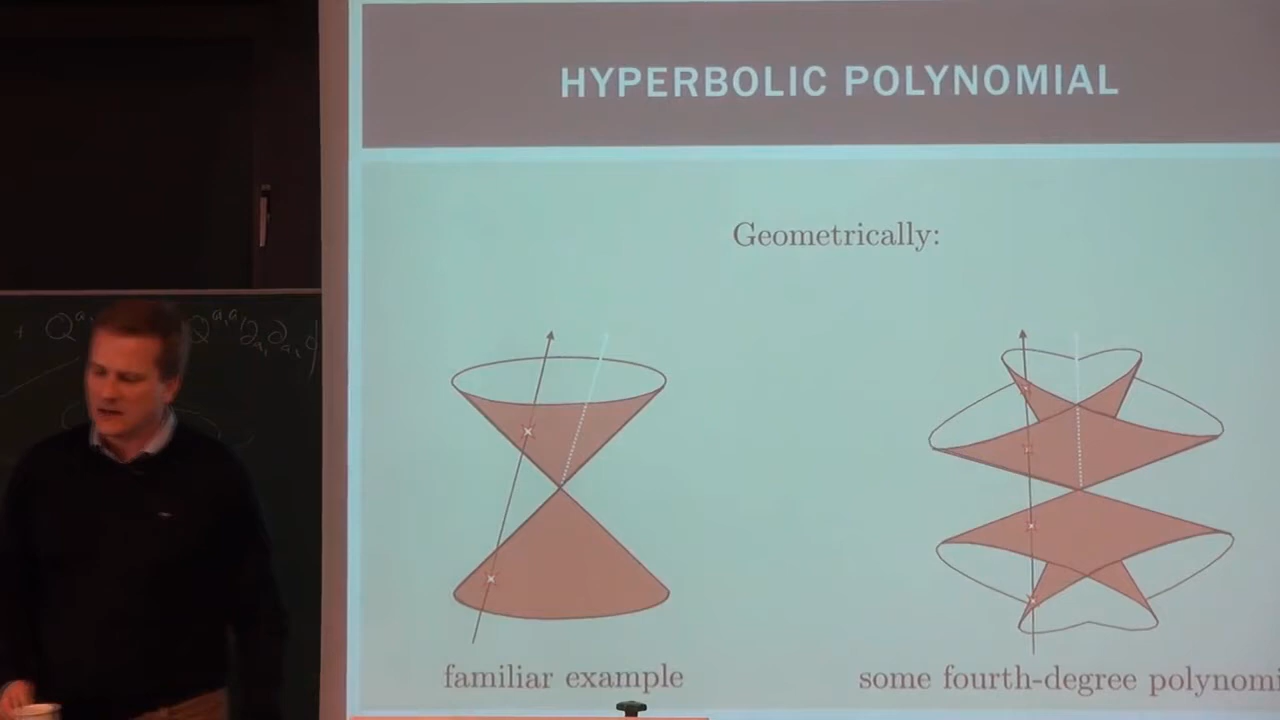 HYPERBOLIC POLYNOMIAL
Geometrically:
familiar example
some fourth-degree polynomi